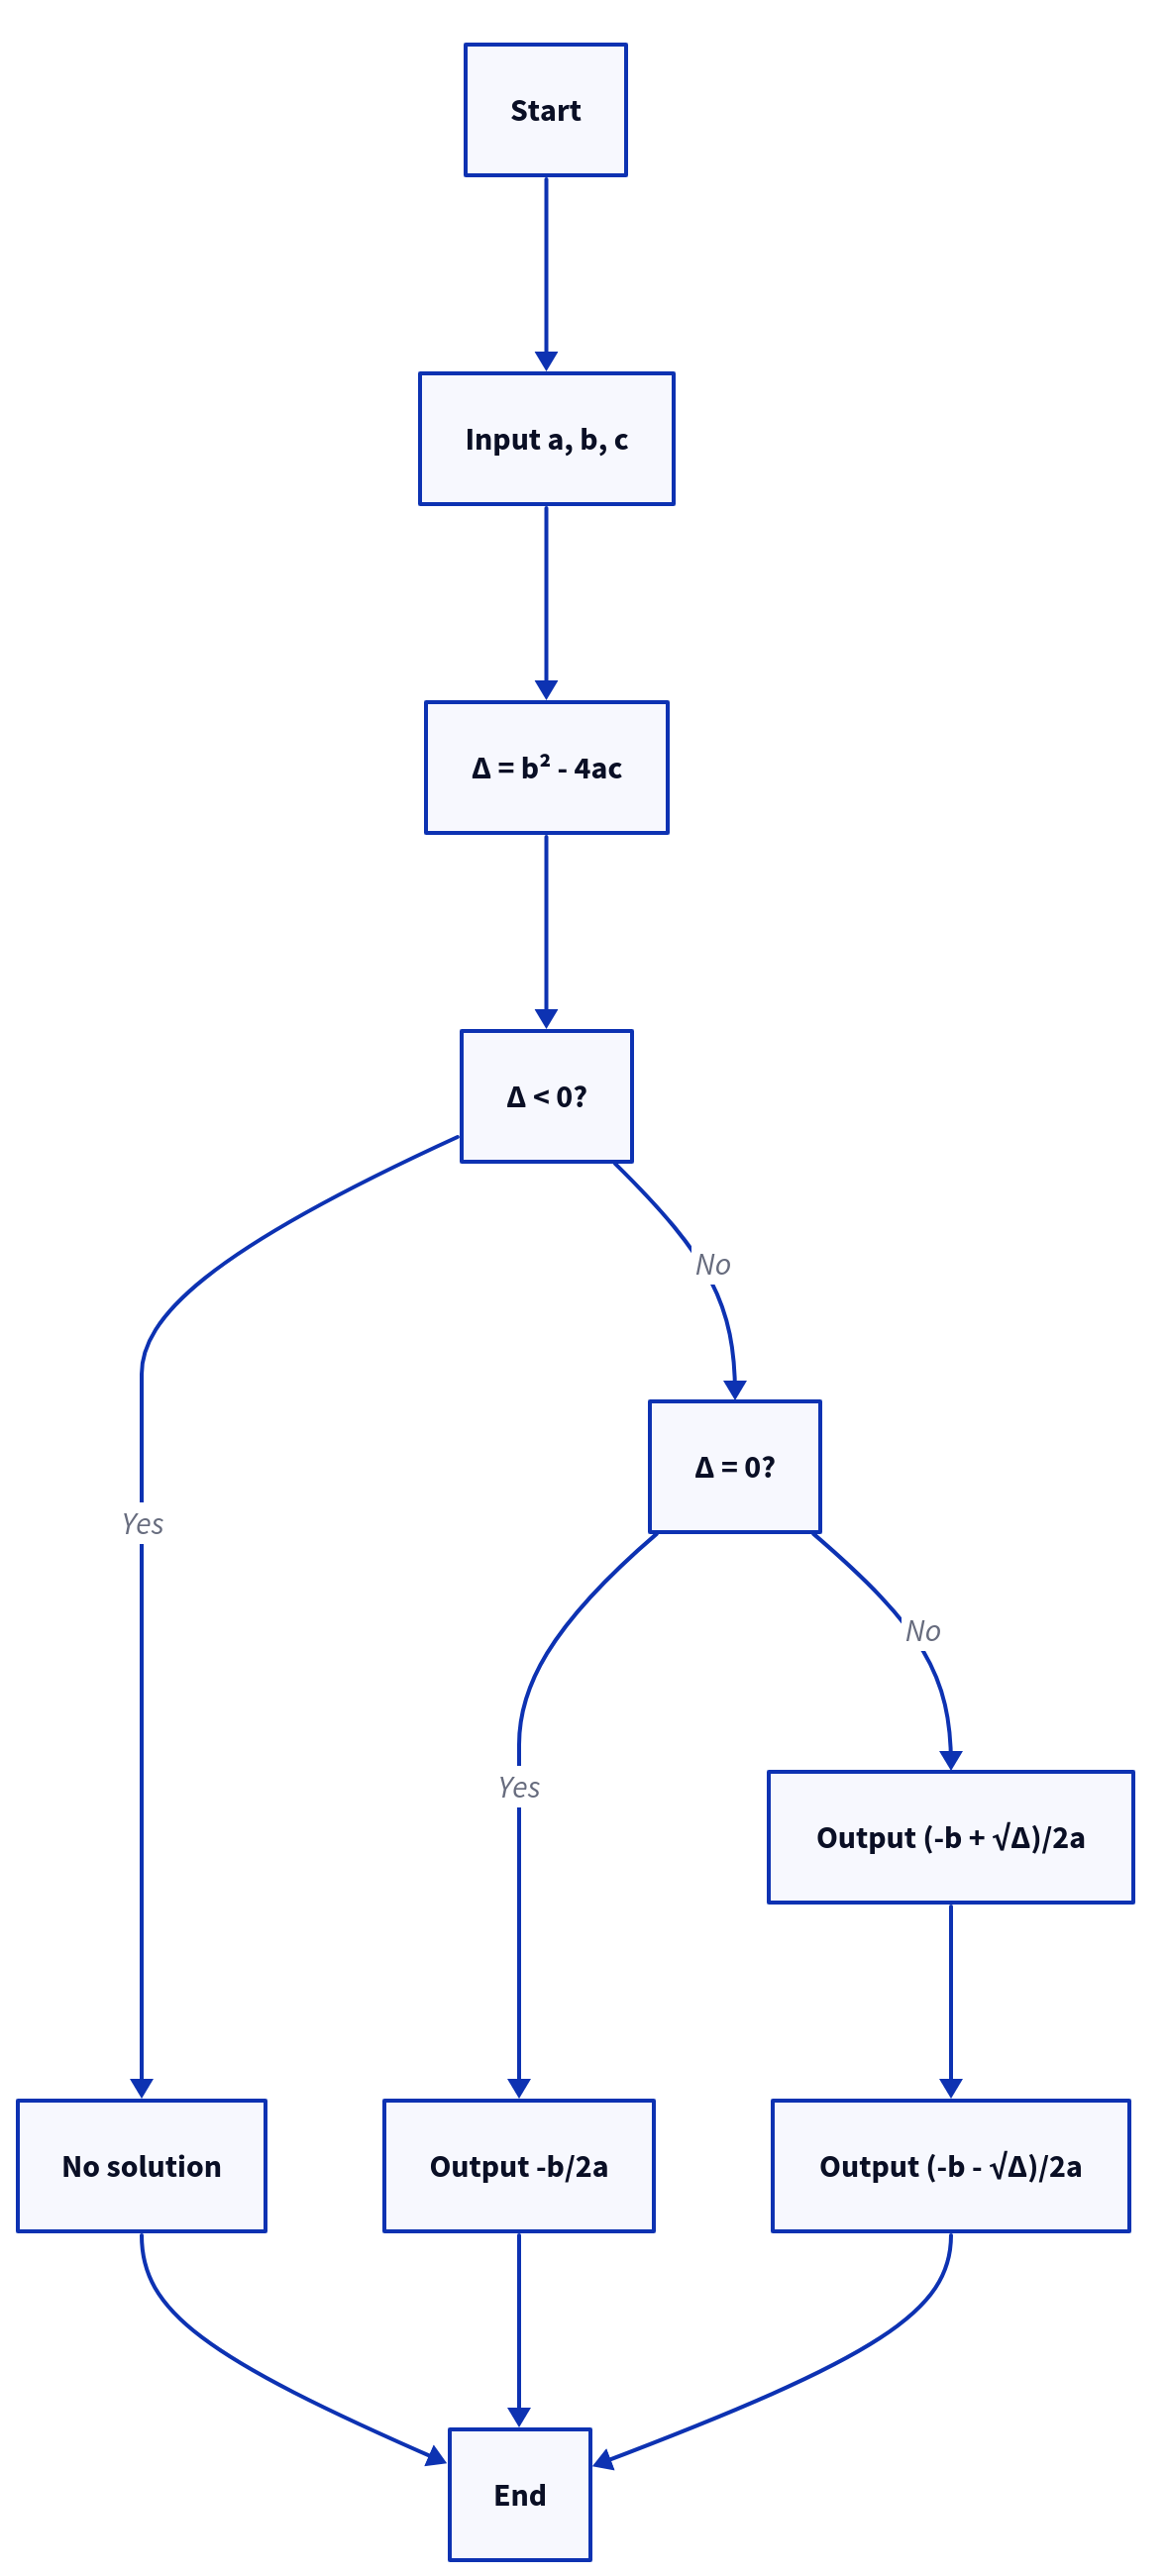 Start
Input a, b, c
Δ = b² - 4ac
Δ < 0?
No
Δ = 0?
Yes
No
Yes
Output (-b + √Δ)/2a
No solution
Output -b/2a
Output (-b - √Δ)/2a
End